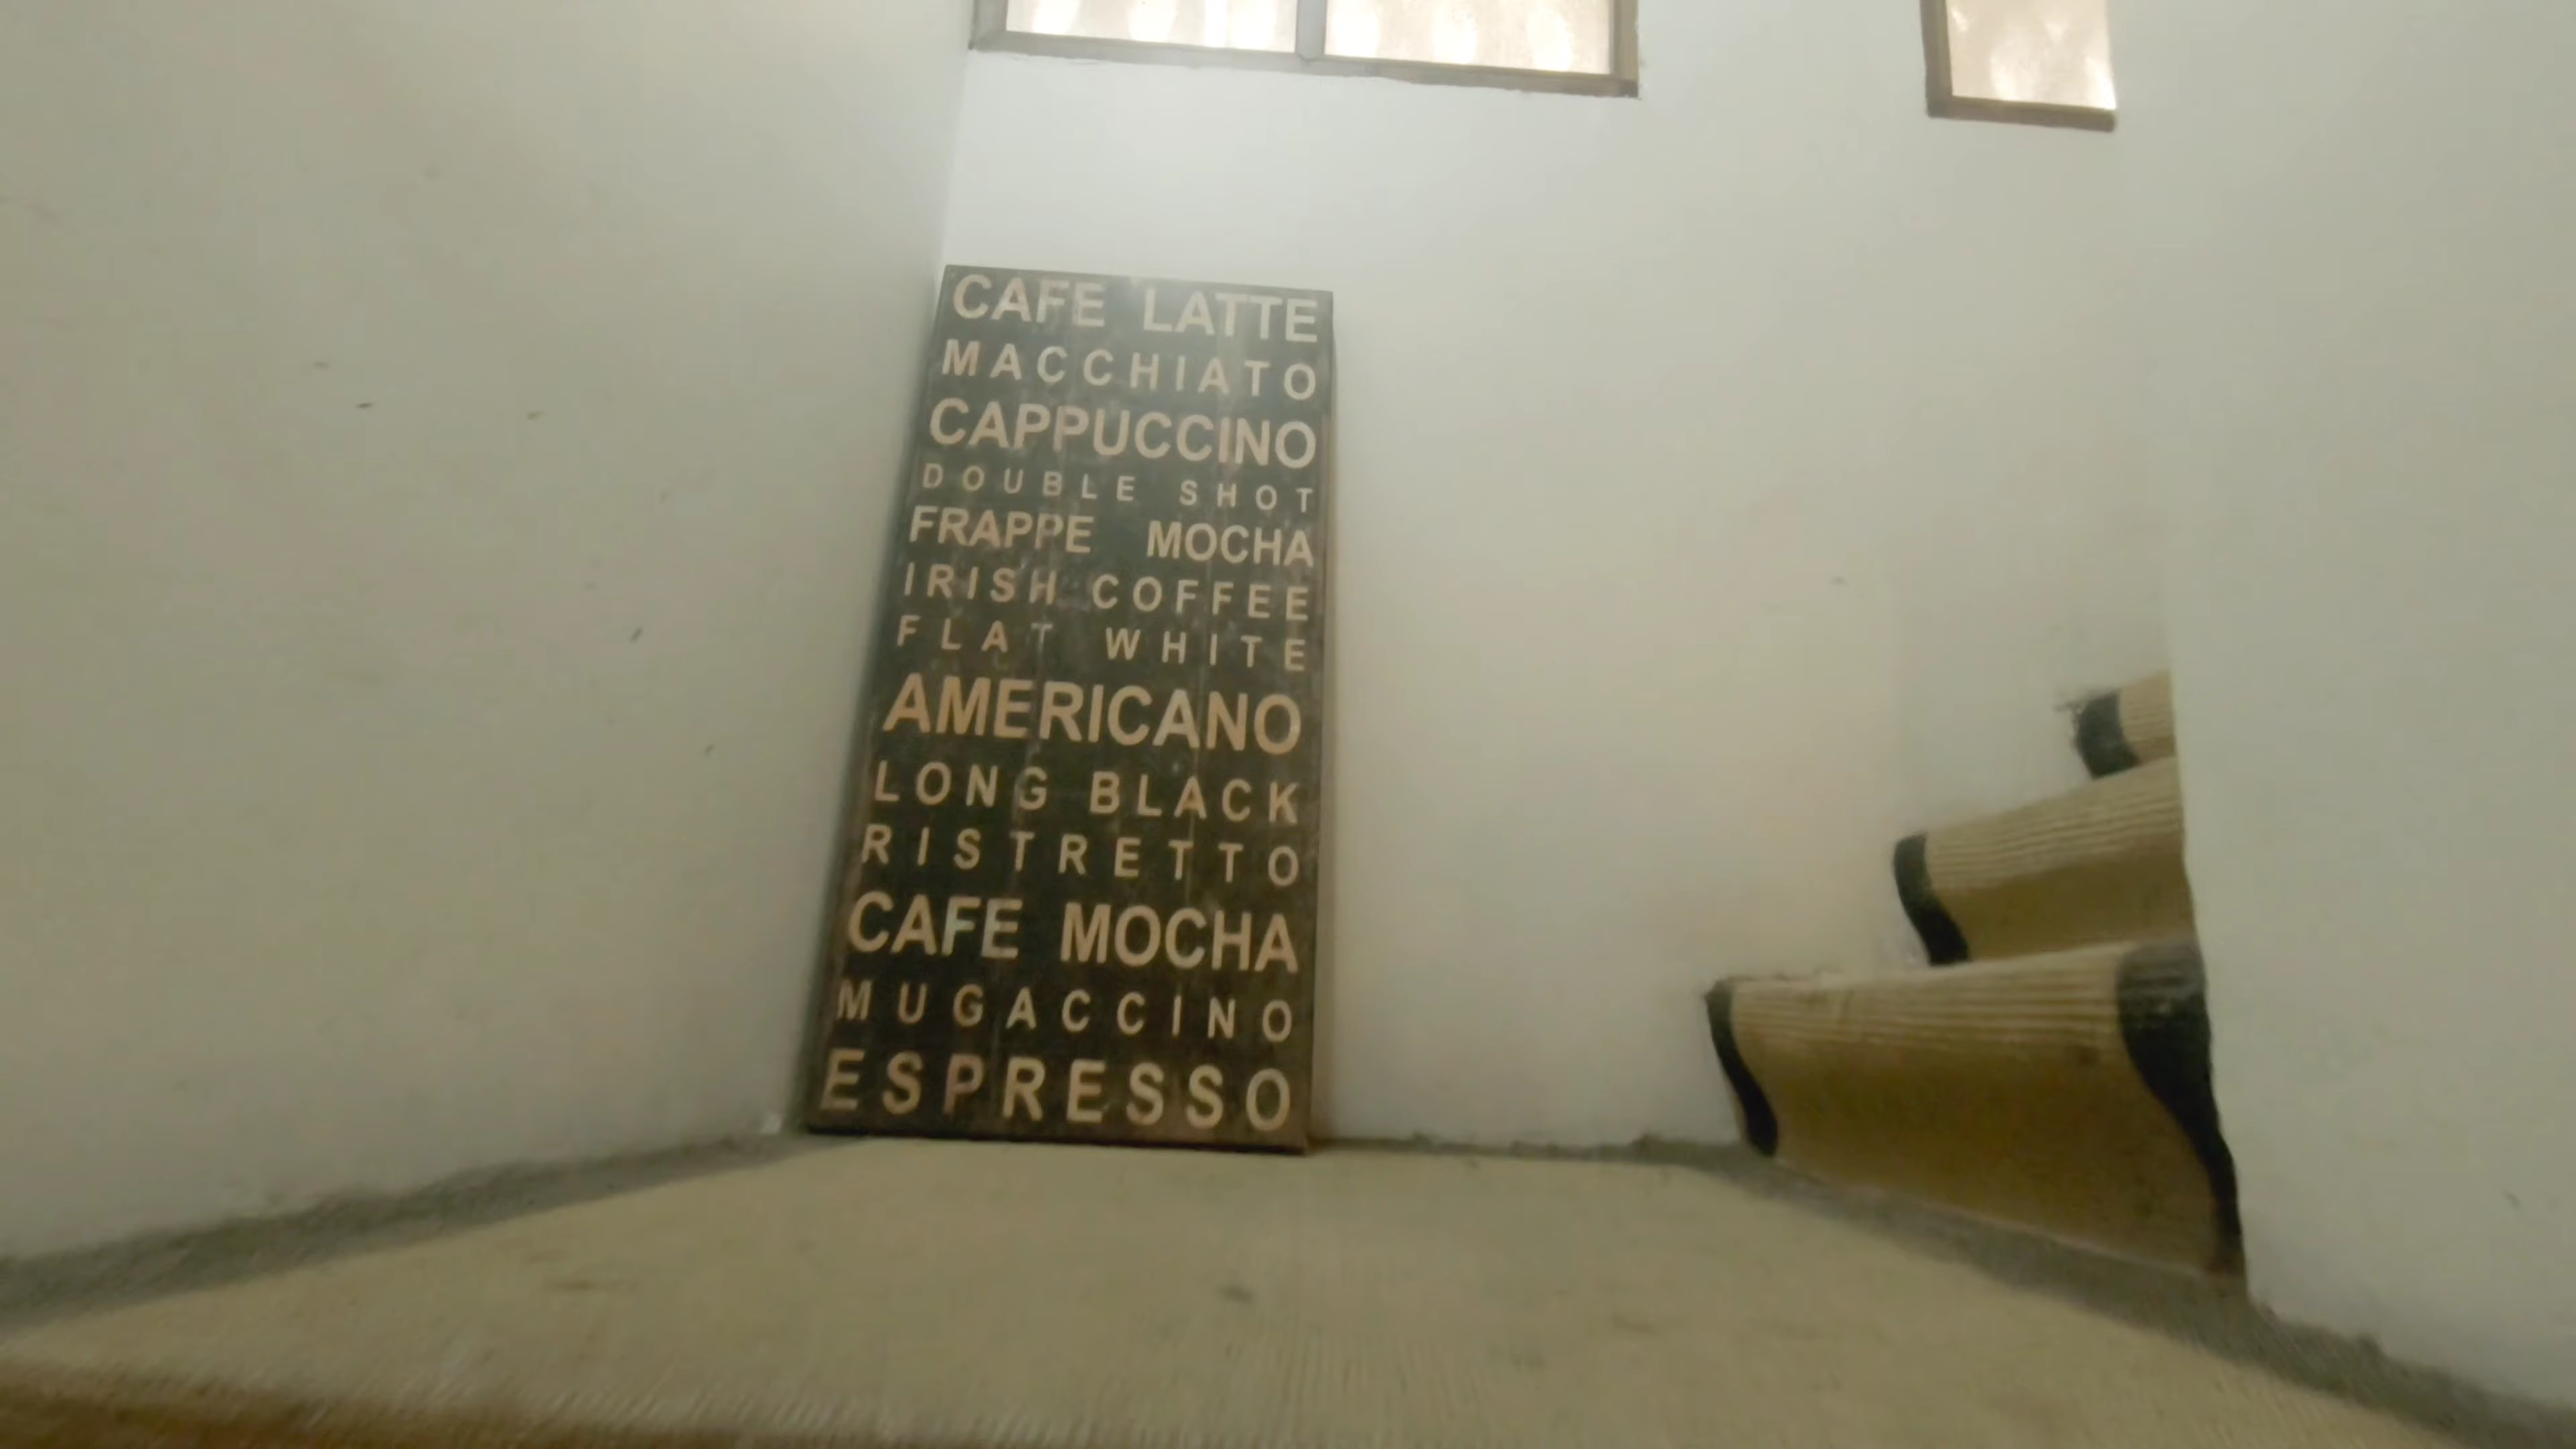 CAFE LATTE
MACCHIATO
CAPPUCCINO
DOUBLE SHOT
FRAPPE MOCHA
IRISH COFFEE
FLAT WHITE
AMERICANO
LONG BLACK
RISTRETTO
CAFE MOCHA
MUGACCINO
ESPRESSO